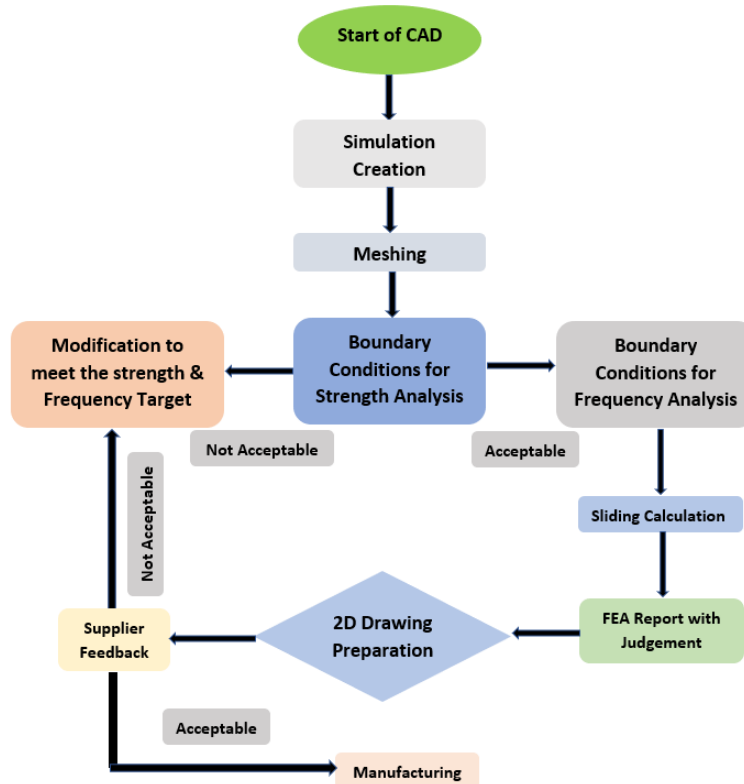 Start of CAD
Simulation
Creation
Meshing
Modification to
meet the strength &
Frequency Target
Boundary
Conditions for
Strength Analysis
Boundary
Conditions for
Frequency Analysis
Not Acceptable
Acceptable
Not Acceptable
Sliding Calculation
Supplier
Feedback
2D Drawing
Preparation
FEA Report with
Judgement
Acceptable
Manufacturing